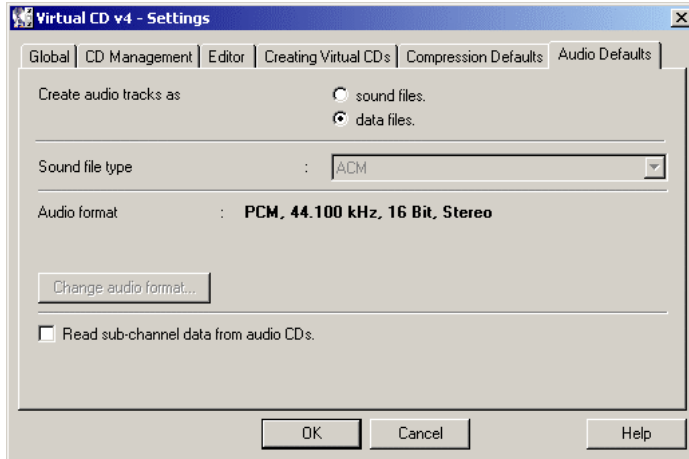 Virtual CD v4 - Settings
Global CD Management Editor Creating Virtual CDs Compression Defaults Audio Defaults
Create audio tracks as sound files.
data files.
Sound file type : ACM
Audio format : PCM, 44.100 kHz, 16 Bit, Stereo
Change audio format...
Read sub-channel data from audio CDs.
OK Cancel Help